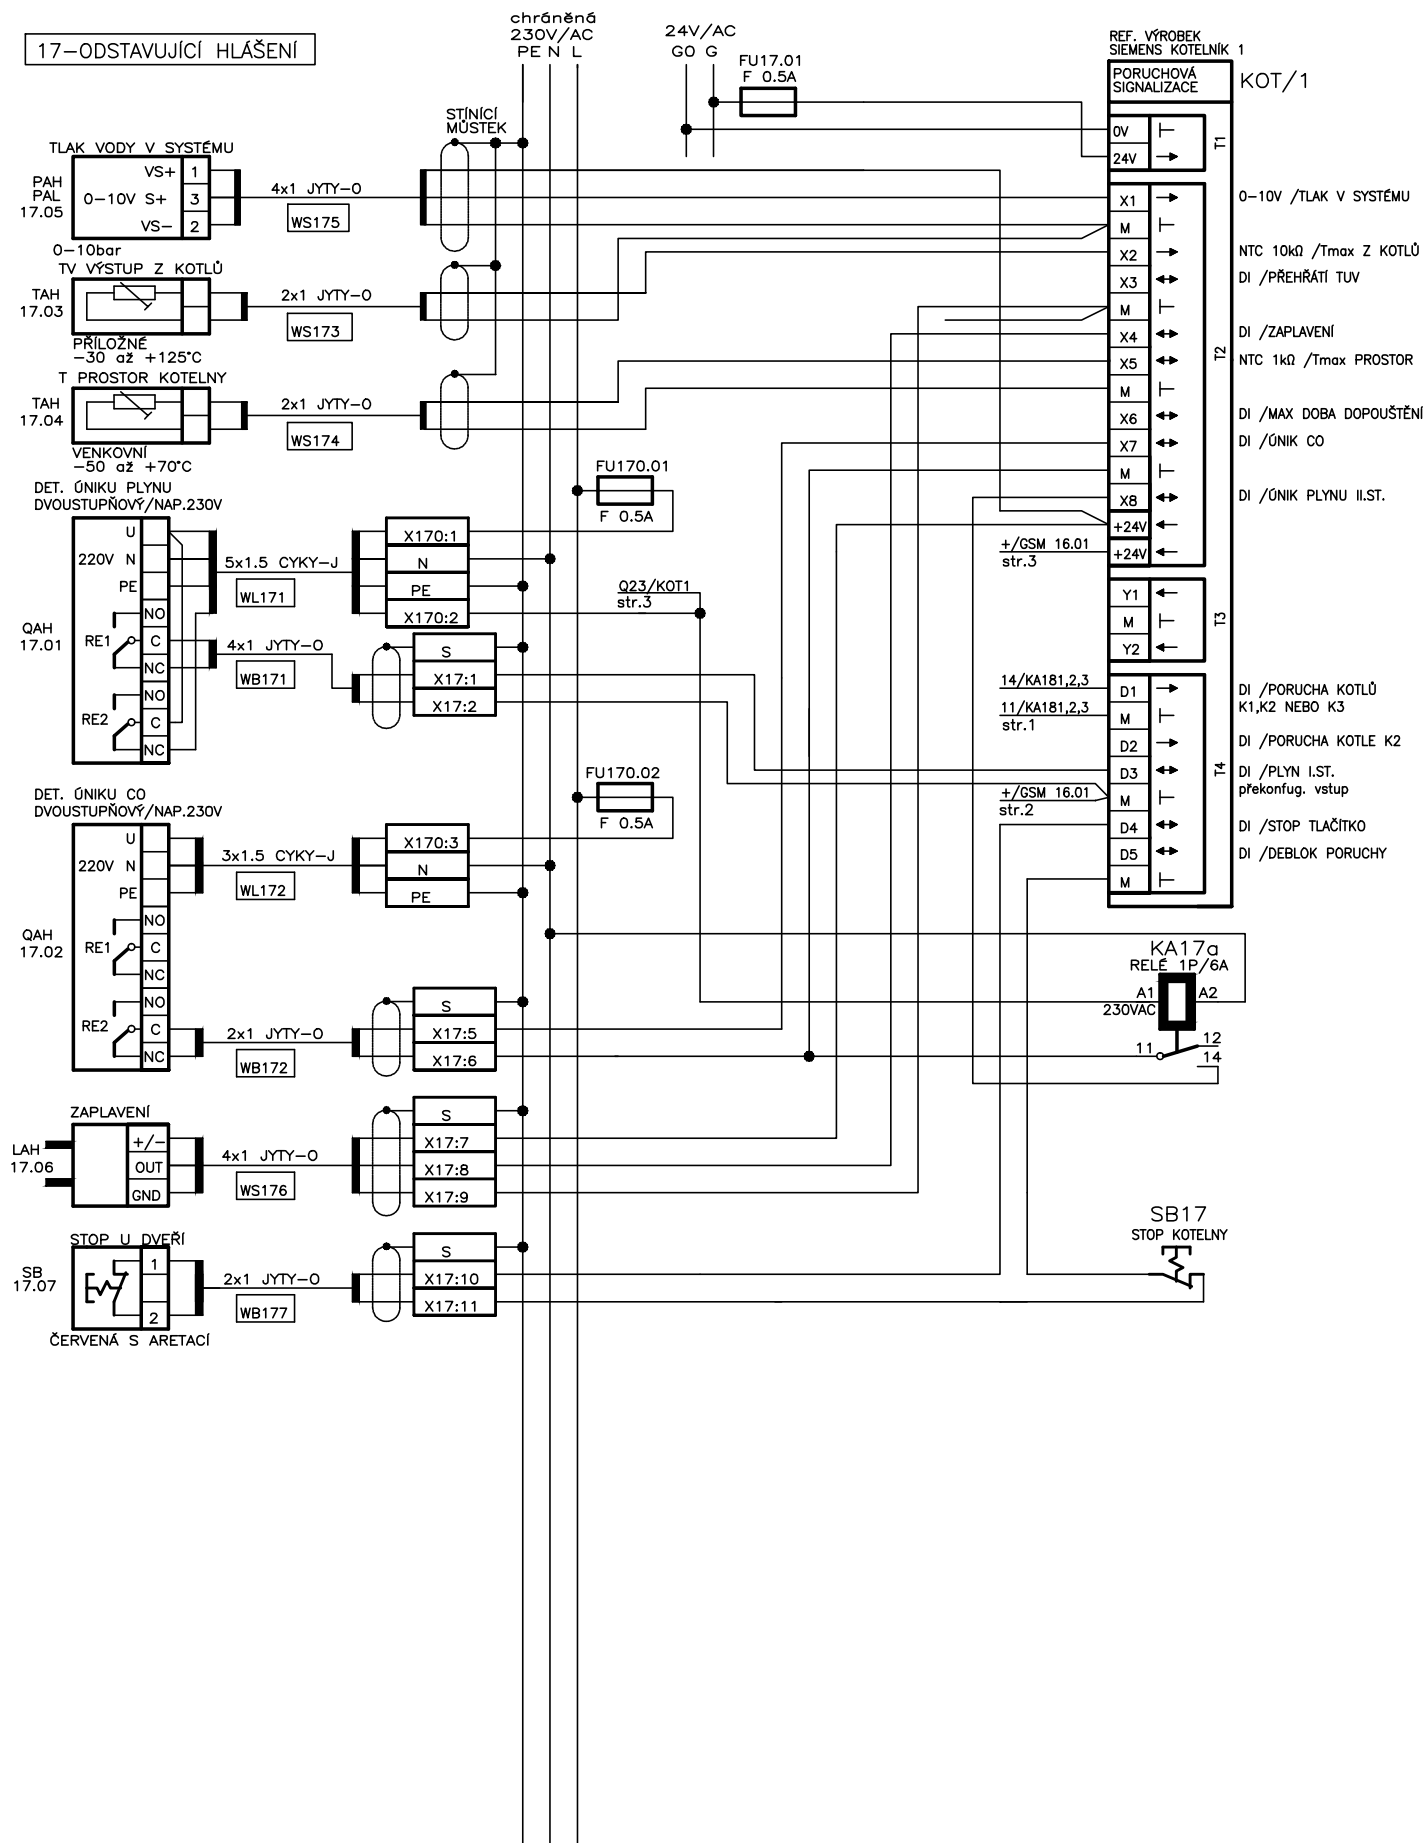 17-ODSTAVUJÍCÍ HLÁŠENÍ
chráněná
230V/AC
PE N L
24V/AC
G0 G
FU17.01
F 0.5A
REF. VÝROBEK
SIEMENS KOTELNÍK 1
PORUCHOVÁ
SIGNALIZACE
KOT/1
STÍNÍCÍ
MŮSTEK
TLAK VODY V SYSTÉMU
PAH
PAL
17.05
VS+ 1
0-10V S+ 3
VS- 2
4x1 JYTY-O
WS175
0-10bar
TV VÝSTUP Z KOTLŮ
TAH
17.03
2x1 JYTY-O
WS173
PŘÍLOŽNÉ
-30 až +125°C
T PROSTOR KOTELNY
TAH
17.04
2x1 JYTY-O
WS174
VENKOVNÍ
-50 až +70°C
DET. ÚNIKU PLYNU
DVOUSTUPŇOVÝ/NAP.230V
U
220V N
PE
NO
RE1 C
NC
NO
RE2 C
NC
QAH
17.01
5x1.5 CYKY-J
WL171
4x1 JYTY-O
WB171
FU170.01
F 0.5A
X170:1
N
PE
X170:2
S
X17:1
X17:2
Q23/KOT1
str.3
DET. ÚNIKU CO
DVOUSTUPŇOVÝ/NAP.230V
U
220V N
PE
NO
RE1 C
NC
NO
RE2 C
NC
QAH
17.02
3x1.5 CYKY-J
WL172
2x1 JYTY-O
WB172
FU170.02
F 0.5A
X170:3
N
PE
S
X17:5
X17:6
ZAPLAVENÍ
LAH
17.06
+/-
OUT
GND
4x1 JYTY-O
WS176
S
X17:7
X17:8
X17:9
STOP U DVEŘÍ
SB
17.07
1
2
2x1 JYTY-O
WB177
S
X17:10
X17:11
ČERVENÁ S ARETACÍ
0V
24V
T1
X1 0-10V /TLAK V SYSTÉMU
M
X2 NTC 10kΩ /Tmax Z KOTLŮ
X3 DI /PŘEHŘÁTÍ TUV
M
X4 DI /ZAPLAVENÍ
T2
X5 NTC 1kΩ /Tmax PROSTOR
M
X6 DI /MAX DOBA DOPOUŠTĚNÍ
X7 DI /ÚNIK CO
M
X8 DI /ÚNIK PLYNU II.ST.
+24V
+/GSM 16.01 +24V
str.3
Y1
M
T3
Y2
14/KA181,2,3 D1 DI /PORUCHA KOTLŮ
K1,K2 NEBO K3
11/KA181,2,3 M
str.1
D2 DI /PORUCHA KOTLE K2
D3 DI /PLYN I.ST.
překonfug. vstup
T4
+/GSM 16.01 M
str.2
D4 DI /STOP TLAČÍTKO
D5 DI /DEBLOK PORUCHY
M
KA17a
RELÉ 1P/6A
A1 A2
230VAC
11
12
14
SB17
STOP KOTELNY